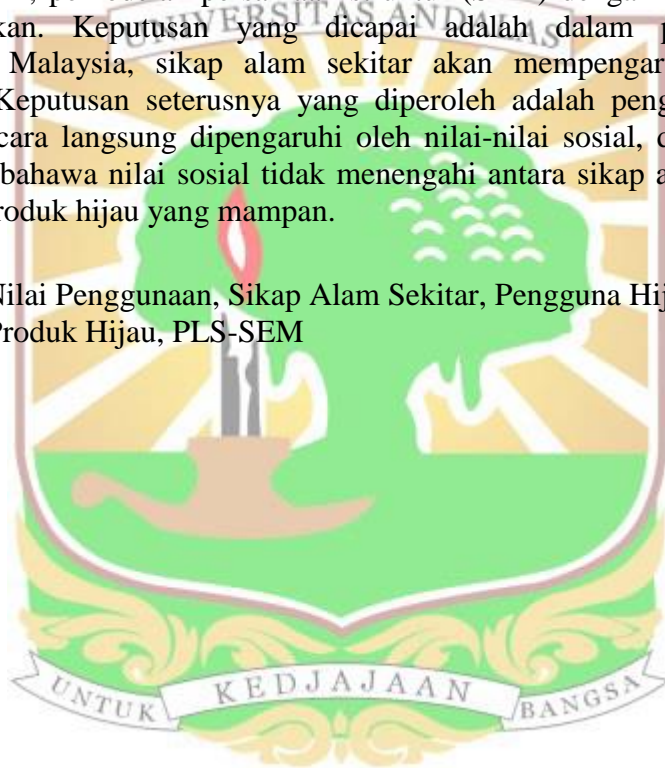 kan. Keputusan yang dicapai adalah dalam p
UNIVERSITAS ANDALAS
Malaysia, sikap alam sekitar akan mempengar
Keputusan seterusnya yang diperoleh adalah peng
cara langsung dipengaruhi oleh nilai-nilai sosial, d
bahawa nilai sosial tidak menengahi antara sikap a
roduk hijau yang mampan.
Nilai Penggunaan, Sikap Alam Sekitar, Pengguna Hij
Produk Hijau, PLS-SEM
UNTUK KEDJAJAAN BANGSA